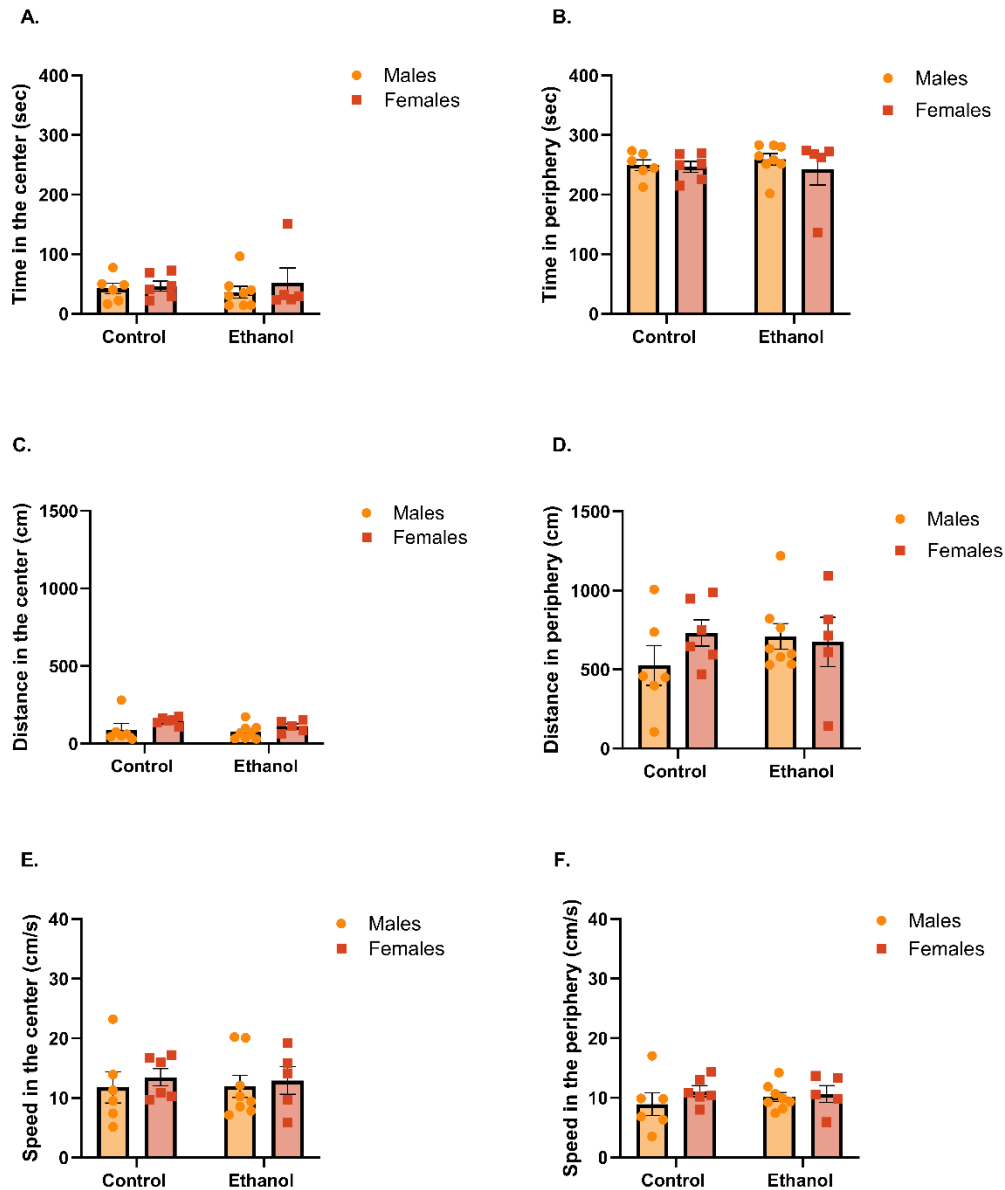 A.
Time in the center (sec)
400
300
200
100
0
Control
Ethanol
Males
Females
B.
Time in periphery (sec)
400
300
200
100
0
Control
Ethanol
Males
Females
C.
Distance in the center (cm)
1500
1000
500
0
Control
Ethanol
Males
Females
D.
Distance in periphery (cm)
1500
1000
500
0
Control
Ethanol
Males
Females
E.
Speed in the center (cm/s)
40
30
20
10
0
Control
Ethanol
Males
Females
F.
Speed in the periphery (cm/s)
40
30
20
10
0
Control
Ethanol
Males
Females